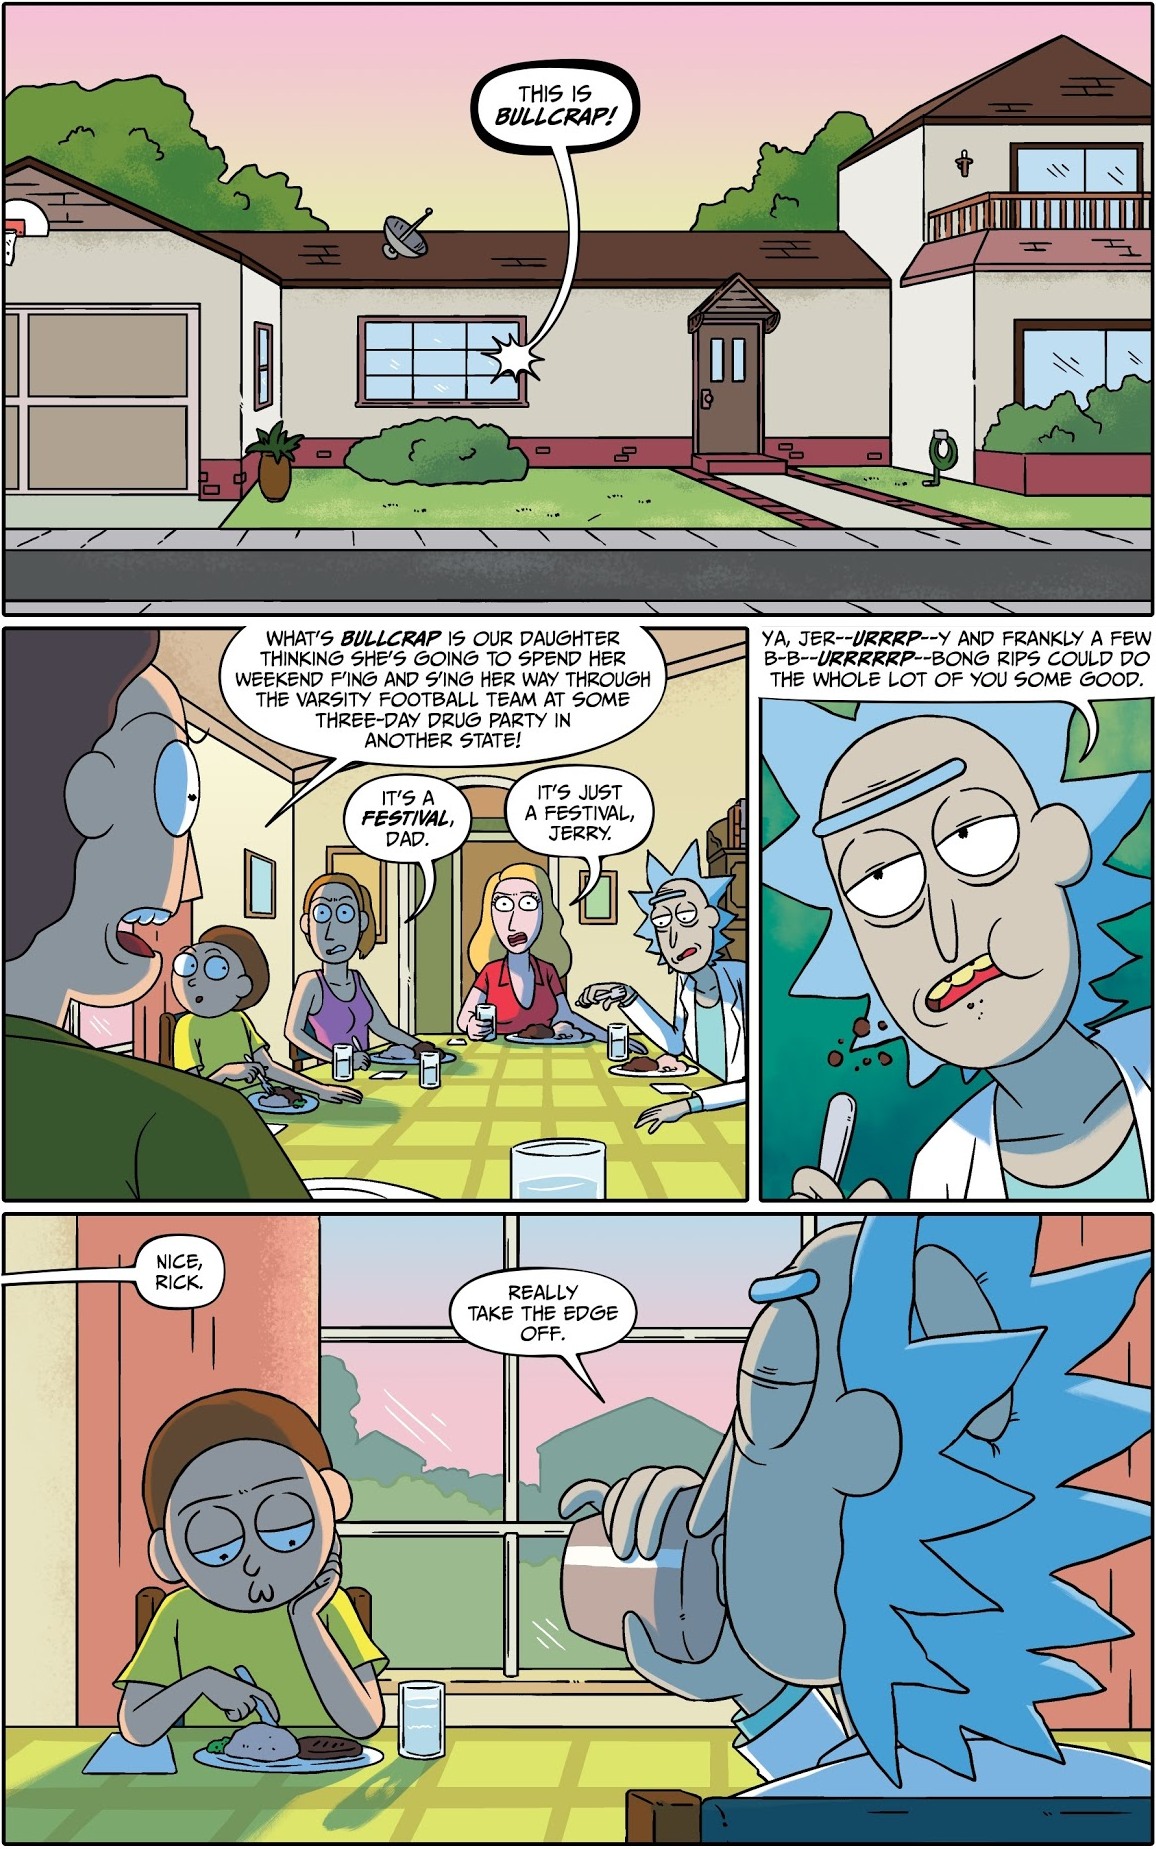 THIS IS
BULLCRAP!
WHAT'S BULLCRAP IS OUR DAUGHTER
THINKING SHE'S GOING TO SPEND HER
WEEKEND F'ING AND S'ING HER WAY THROUGH
THE VARSITY FOOTBALL TEAM AT SOME
THREE-DAY DRUG PARTY IN
ANOTHER STATE!
IT'S A
FESTIVAL,
DAD.
IT'S JUST
A FESTIVAL,
JERRY.
YA, JER--URRRP--Y AND FRANKLY A FEW
B-B--URRRRRP--BONG RIPS COULD DO
THE WHOLE LOT OF YOU SOME GOOD.
NICE,
RICK.
REALLY
TAKE THE EDGE
OFF.